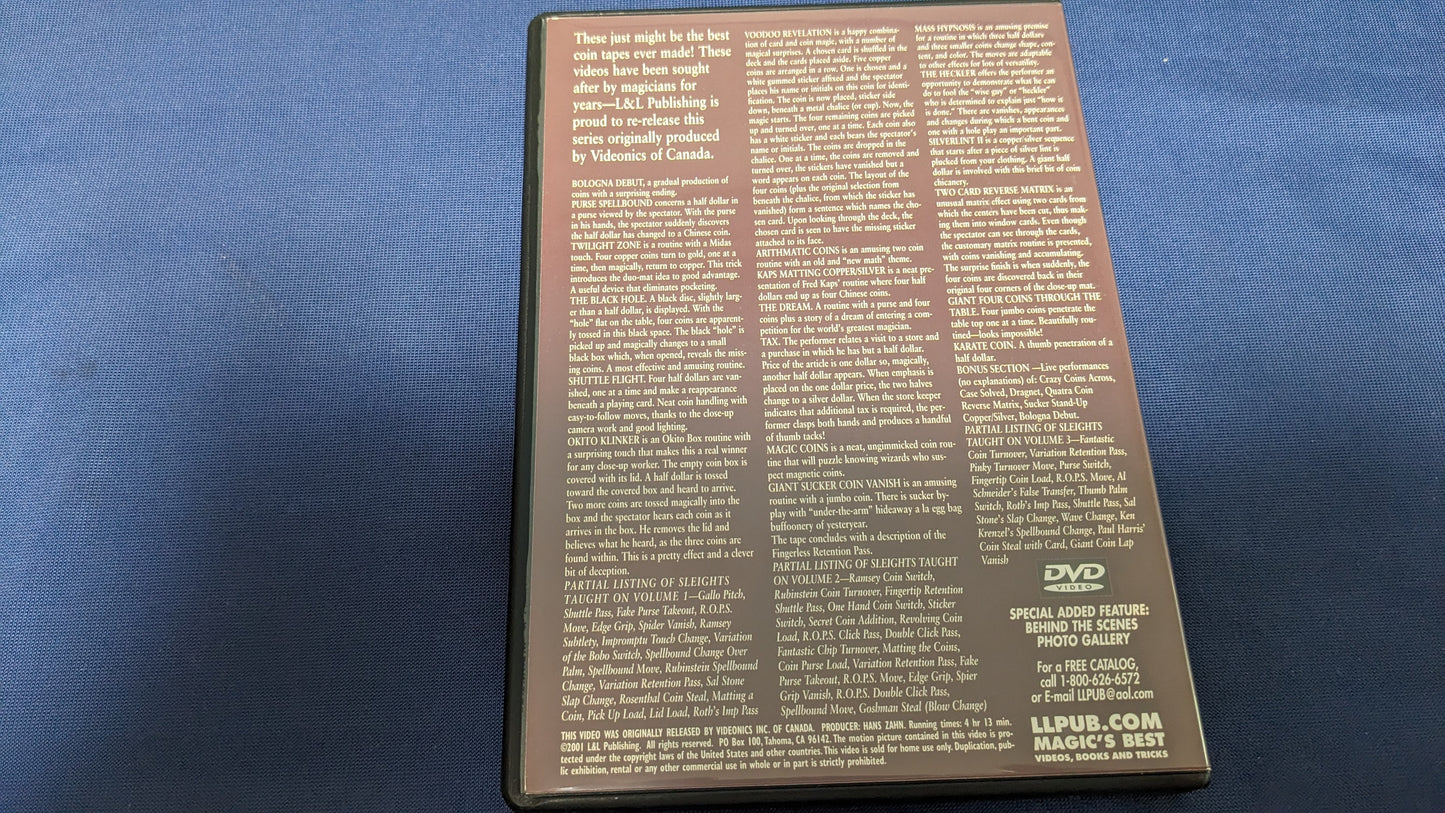 These just might be the best
coin tapes ever made! These
videos have been sought
after by magicians for
years—L&L Publishing is
proud to re-release this
series originally produced
by Videonics of Canada.
BOLOGNA DEBUT, a gradual production of
coins with a surprising ending.
PURSE SPELLBOUND concerns a half dollar in
a purse viewed by the spectator. With the purse
in his hands, the spectator suddenly discovers
the half dollar has changed to a Chinese coin.
TWILIGHT ZONE is a routine with a Midas
touch. Four copper coins turn to gold, one at a
time, then magically, return to copper. This trick
introduces the duo-mat idea to good advantage.
A useful device that eliminates pocketing.
THE BLACK HOLE. A black disc, slightly larg-
er than a half dollar, is displayed. With the
"hole" flat on the table, four coins are apparent-
ly tossed in this black space. The black "hole" is
picked up and magically changes to a small
black box which, when opened, reveals the miss-
ing coins. A most effective and amusing routine.
SHUTTLE FLIGHT. Four half dollars are van-
ished, one at a time and make a reappearance
beneath a playing card. Neat coin handling with
easy-to-follow moves, thanks to the close-up
camera work and good lighting.
OKITO KLINKER is an Okito Box routine with
a surprising touch that makes this a real winner
for any close-up worker. The empty coin box is
covered with its lid. A half dollar is tossed
toward the covered box and heard to arrive.
Two more coins are tossed magically into the
box and the spectator hears each coin as it
arrives in the box. He removes the lid and
believes what he heard, as the three coins are
found within. This is a pretty effect and a clever
bit of deception.
PARTIAL LISTING OF SLEIGHTS
TAUGHT ON VOLUME 1—Gallo Pitch,
Shuttle Pass, Fake Purse Takeout, R.O.P.S.
Move, Edge Grip, Spider Vanish, Ramsey
Subtlety, Impromptu Touch Change, Variation
of the Bobo Switch, Spellbound Change Over
Palm, Spellbound Move, Rubinstein Spellbound
Change, Variation Retention Pass, Sal Stone
Slap Change, Rosenthal Coin Steal, Matting a
Coin, Pick Up Load, Lid Load, Roth's Imp Pass
VOODOO REVELATION is a happy combina-
tion of card and coin magic, with a number of
magical surprises. A chosen card is shuffled in the
deck and the cards placed aside. Five copper
coins are arranged in a row. One is chosen and a
white gummed sticker affixed and the spectator
places his name or initials on this coin for identi-
fication. The coin is now placed, sticker side
down, beneath a metal chalice (or cup). Now, the
magic starts. The four remaining coins are picked
up and turned over, one at a time. Each coin also
has a white sticker and each bears the spectator's
name or initials. The coins are dropped in the
chalice. One at a time, the coins are removed and
turned over, the stickers have vanished but a
word appears on each coin. The layout of the
four coins (plus the original selection from
beneath the chalice, from which the sticker has
vanished) form a sentence which names the cho-
sen card. Upon looking through the deck, the
chosen card is seen to have the missing sticker
attached to its face.
ARITHMATIC COINS is an amusing two coin
routine with an old and "new math" theme.
KAPS MATTING COPPER/SILVER is a neat pre-
sentation of Fred Kaps' routine where four half
dollars end up as four Chinese coins.
THE DREAM. A routine with a purse and four
coins plus a story of a dream of entering a com-
petition for the world's greatest magician.
TAX. The performer relates a visit to a store and
a purchase in which he has but a half dollar.
Price of the article is one dollar so, magically,
another half dollar appears. When emphasis is
placed on the one dollar price, the two halves
change to a silver dollar. When the store keeper
indicates that additional tax is required, the per-
former clasps both hands and produces a handful
of thumb tacks!
MAGIC COINS is a neat, ungimmicked coin rou-
tine that will puzzle knowing wizards who sus-
pect magnetic coins.
GIANT SUCKER COIN VANISH is an amusing
routine with a jumbo coin. There is sucker by-
play with "under-the-arm" hideaway a la egg bag
buffoonery of yesteryear.
The tape concludes with a description of the
Fingerless Retention Pass.
PARTIAL LISTING OF SLEIGHTS TAUGHT
ON VOLUME 2—Ramsey Coin Switch,
Rubinstein Coin Turnover, Fingertip Retention
Shuttle Pass, One Hand Coin Switch, Sticker
Switch, Secret Coin Addition, Revolving Coin
Load, R.O.P.S. Click Pass, Double Click Pass,
Fantastic Chip Turnover, Matting the Coins,
Coin Purse Load, Variation Retention Pass, Fake
Purse Takeout, R.O.P.S. Move, Edge Grip, Spier
Grip Vanish, R.O.P.S. Double Click Pass,
Spellbound Move, Goshman Steal (Blow Change)
MASS HYPNOSIS is an amusing premise
for a routine in which three half dollars
and three smaller coins change shape, con-
tent, and color. The moves are adaptable
to other effects for lots of versatility.
THE HECKLER offers the performer an
opportunity to demonstrate what he can
do to fool the "wise guy" or "heckler"
who is determined to explain just "how it
is done." There are vanishes, appearances
and changes during which a bent coin and
one with a hole play an important part.
SILVERLINT II is a copper/silver sequence
that starts after a piece of silver lint is
plucked from your clothing. A giant half
dollar is involved with this brief bit of coin
chicanery.
TWO CARD REVERSE MATRIX is an
unusual matrix effect using two cards from
which the centers have been cut, thus mak-
ing them into window cards. Even though
the spectator can see through the cards,
the customary matrix routine is presented,
with coins vanishing and accumulating.
The surprise finish is when suddenly, the
four coins are discovered back in their
original four corners of the close-up mat.
GIANT FOUR COINS THROUGH THE
TABLE. Four jumbo coins penetrate the
table top one at a time. Beautifully rou-
tined—looks impossible!
KARATE COIN. A thumb penetration of a
half dollar.
BONUS SECTION —Live performances
(no explanations) of: Crazy Coins Across,
Case Solved, Dragnet, Quatra Coin
Reverse Matrix, Sucker Stand-Up
Copper/Silver, Bologna Debut.
PARTIAL LISTING OF SLEIGHTS
TAUGHT ON VOLUME 3—Fantastic
Coin Turnover, Variation Retention Pass,
Pinky Turnover Move, Purse Switch,
Fingertip Coin Load, R.O.P.S. Move, Al
Schneider's False Transfer, Thumb Palm
Switch, Roth's Imp Pass, Shuttle Pass, Sal
Stone's Slap Change, Wave Change, Ken
Krenzel's Spellbound Change, Paul Harris'
Coin Steal with Card, Giant Coin Lap
Vanish
DVD
VIDEO
SPECIAL ADDED FEATURE:
BEHIND THE SCENES
PHOTO GALLERY
For a FREE CATALOG,
call 1-800-626-6572
or E-mail LLPUB@aol.com
LLPUB.COM
MAGIC'S BEST
VIDEOS, BOOKS AND TRICKS
THIS VIDEO WAS ORIGINALLY RELEASED BY VIDEONICS INC. OF CANADA. PRODUCER: HANS ZAHN. Running times: 4 hr 13 min.
©2001 L&L Publishing. All rights reserved. PO Box 100, Tahoma, CA 96142. The motion picture contained in this video is pro-
tected under the copyright laws of the United States and other countries. This video is sold for home use only. Duplication, pub-
lic exhibition, rental or any other commercial use in whole or in part is strictly prohibited.